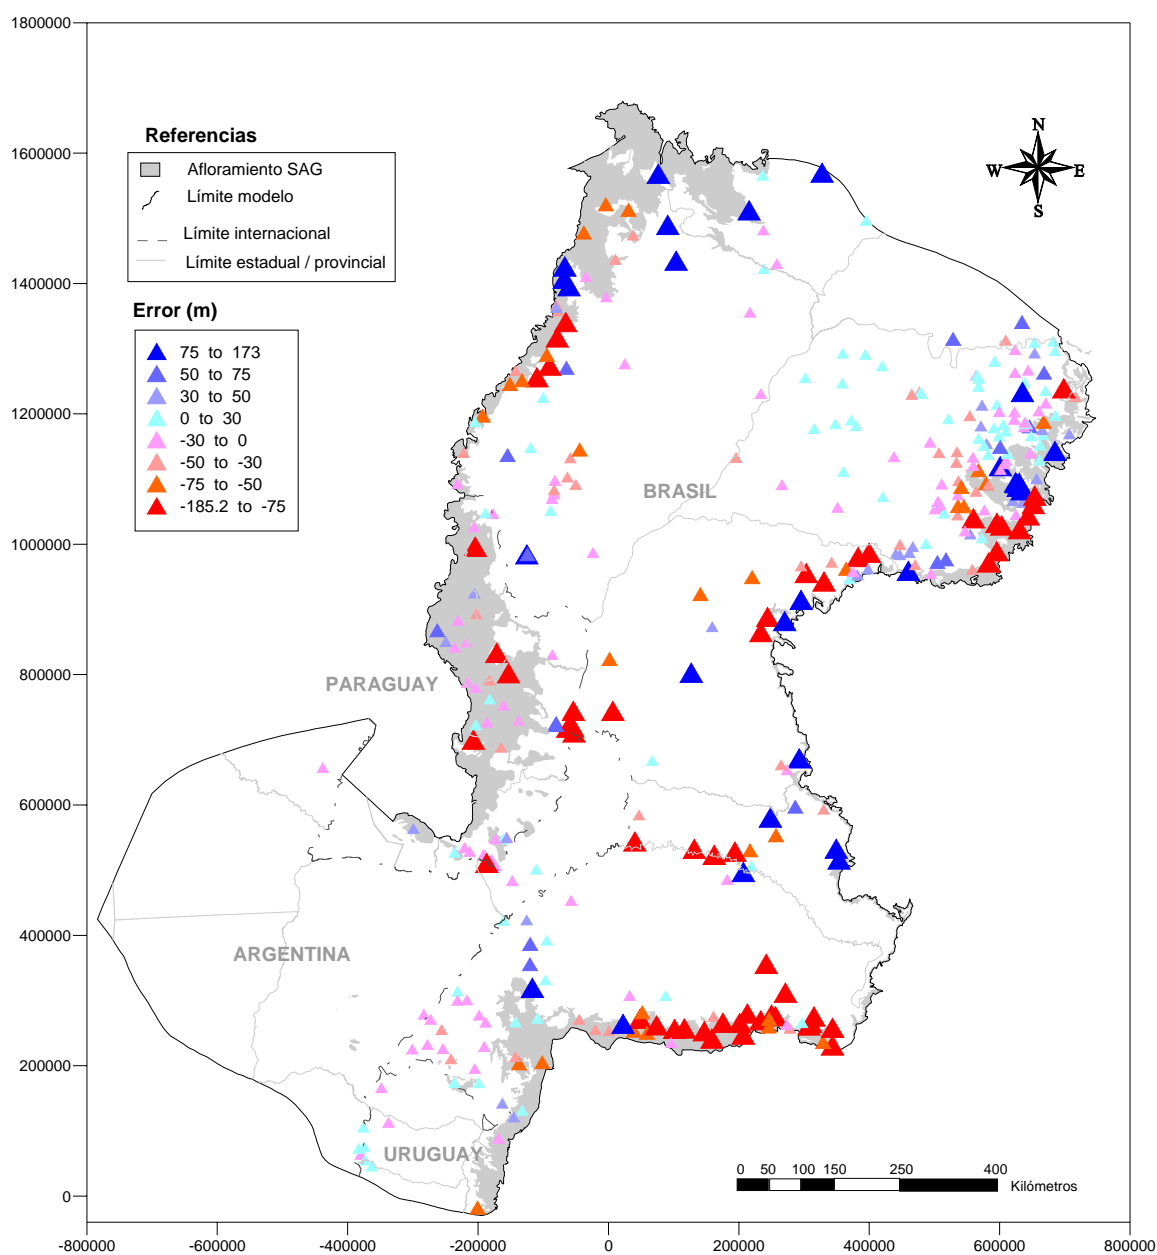 1800000
1600000
1400000
1200000
1000000
800000
600000
400000
200000
0
Referencias
Afloramiento SAG
Límite modelo
Límite internacional
Límite estadual / provincial
Error (m)
75 to 173
50 to 75
30 to 50
0 to 30
-30 to 0
-50 to -30
-75 to -50
-185.2 to -75
N
W E
S
BRASIL
PARAGUAY
ARGENTINA
URUGUAY
0 50 100 150 250 400
Kilómetros
-800000 -600000 -400000 -200000 0 200000 400000 600000 800000